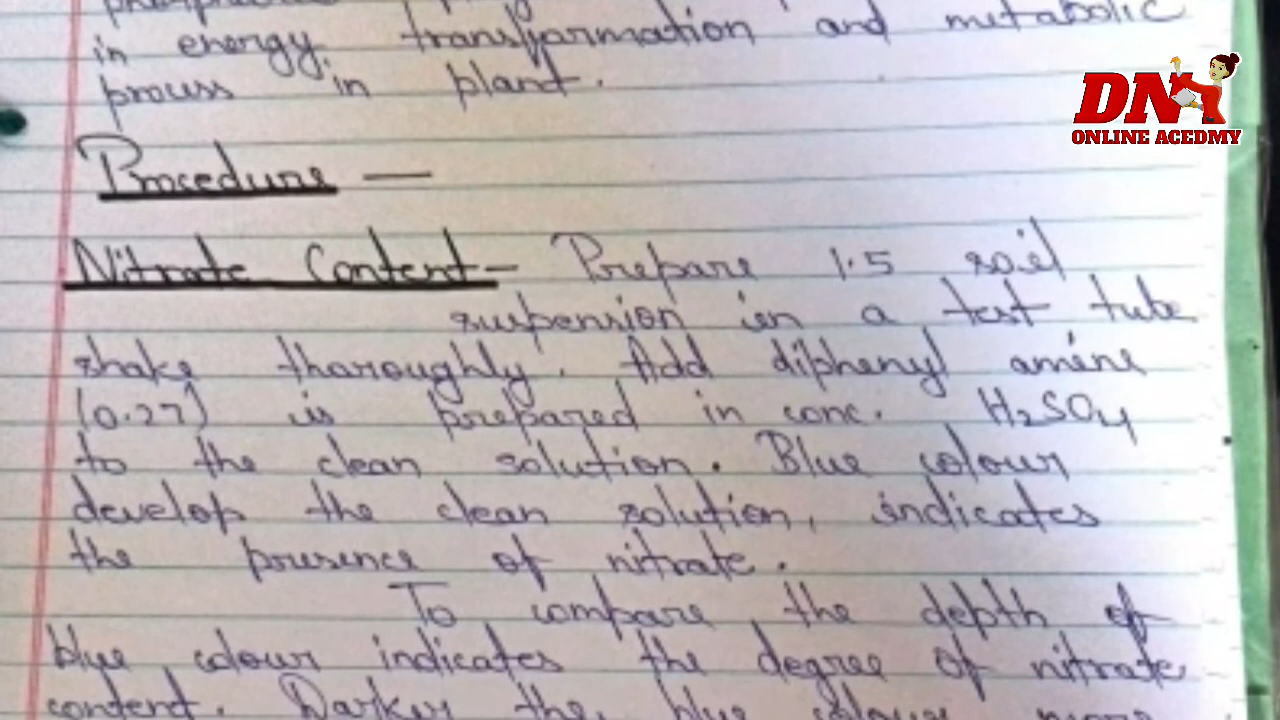 in energy transformation and metabolic
process in plant.
DN
ONLINE ACEDMY
Procedure —
Nitrate Content- Prepare 1.5 soil
suspension in a test tube
shake thoroughly. Add diphenyl amine
(0.27) is prepared in conc. H₂SO₄
to the clean solution. Blue colour
develop the clean solution, indicates
the presence of nitrate.
To compare the depth of
blue colour indicates the degree of nitrate
content. Darker the blue colour more